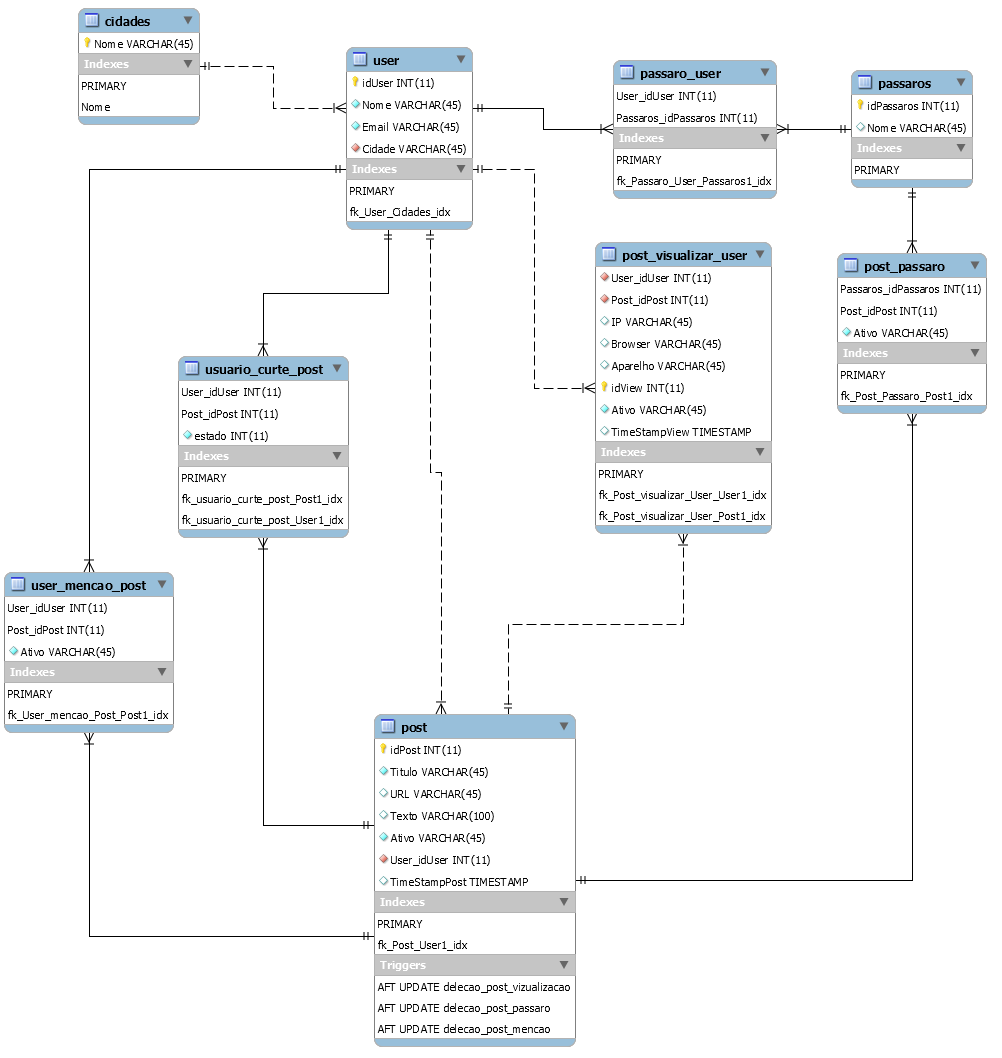 cidades
Nome VARCHAR(45)
Indexes
PRIMARY
Nome
user
idUser INT(11)
Nome VARCHAR(45)
Email VARCHAR(45)
Cidade VARCHAR(45)
Indexes
PRIMARY
fk_User_Cidades_idx
passaro_user
User_idUser INT(11)
Passaros_idPassaros INT(11)
Indexes
PRIMARY
fk_Passaro_User_Passaros1_idx
passaros
idPassaros INT(11)
Nome VARCHAR(45)
Indexes
PRIMARY
post_visualizar_user
User_idUser INT(11)
Post_idPost INT(11)
IP VARCHAR(45)
Browser VARCHAR(45)
Aparelho VARCHAR(45)
idView INT(11)
Ativo VARCHAR(45)
TimeStampView TIMESTAMP
Indexes
PRIMARY
fk_Post_visualizar_User_User1_idx
fk_Post_visualizar_User_Post1_idx
post_passaro
Passaros_idPassaros INT(11)
Post_idPost INT(11)
Ativo VARCHAR(45)
Indexes
PRIMARY
fk_Post_Passaro_Post1_idx
usuario_curte_post
User_idUser INT(11)
Post_idPost INT(11)
estado INT(11)
Indexes
PRIMARY
fk_usuario_curte_post_Post1_idx
fk_usuario_curte_post_User1_idx
user_mencao_post
User_idUser INT(11)
Post_idPost INT(11)
Ativo VARCHAR(45)
Indexes
PRIMARY
fk_User_mencao_Post_Post1_idx
post
idPost INT(11)
Titulo VARCHAR(45)
URL VARCHAR(45)
Texto VARCHAR(100)
Ativo VARCHAR(45)
User_idUser INT(11)
TimeStampPost TIMESTAMP
Indexes
PRIMARY
fk_Post_User1_idx
Triggers
AFT UPDATE delecao_post_vizualizacao
AFT UPDATE delecao_post_passaro
AFT UPDATE delecao_post_mencao